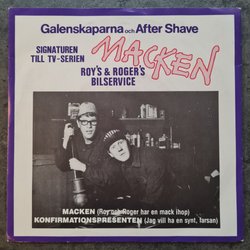 Galenskaparna och After Shave
SIGNATUREN
TILL TV-SERIEN
MACKEN
ROY'S & ROGER'S
BILSERVICE
MACKEN (Roy och Roger har en mack ihop)
KONFIRMATIONSPRESENTEN (Jag vill ha en synt, farsan)